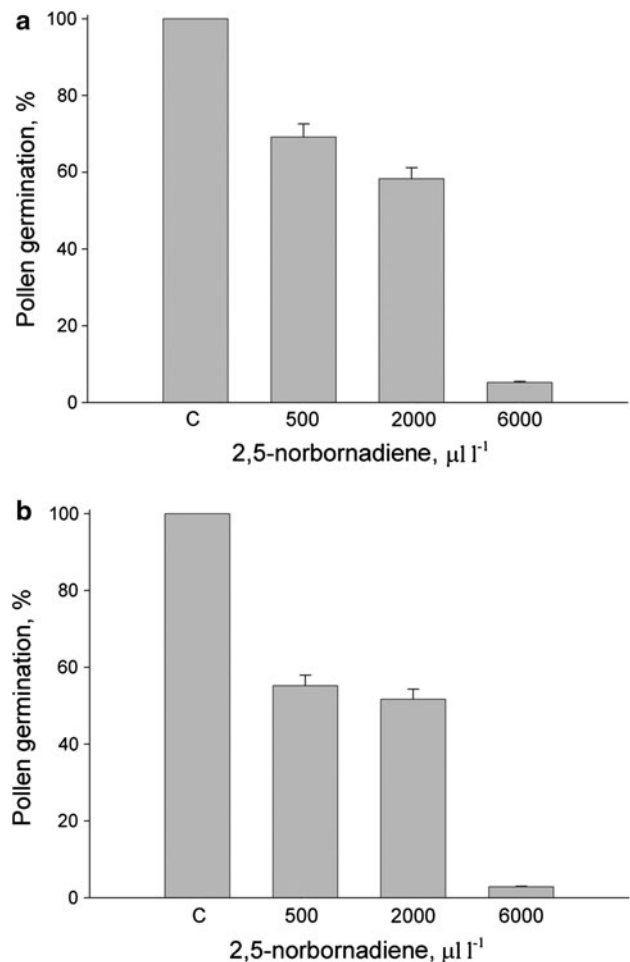 a
Pollen germination, %
100
80
60
40
20
0
C 500 2000 6000
2,5-norbornadiene, µl l⁻¹
b
Pollen germination, %
100
80
60
40
20
0
C 500 2000 6000
2,5-norbornadiene, µl l⁻¹